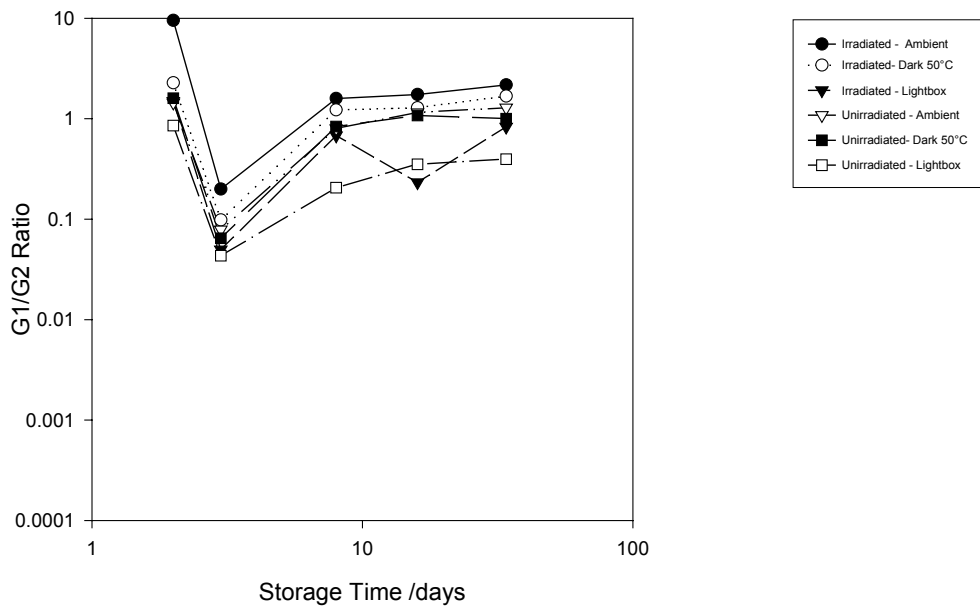 10
1
0.1
0.01
0.001
0.0001
G1/G2 Ratio
1
10
100
Storage Time /days
Irradiated - Ambient
Irradiated- Dark 50°C
Irradiated - Lightbox
Unirradiated - Ambient
Unirradiated- Dark 50°C
Unirradiated - Lightbox